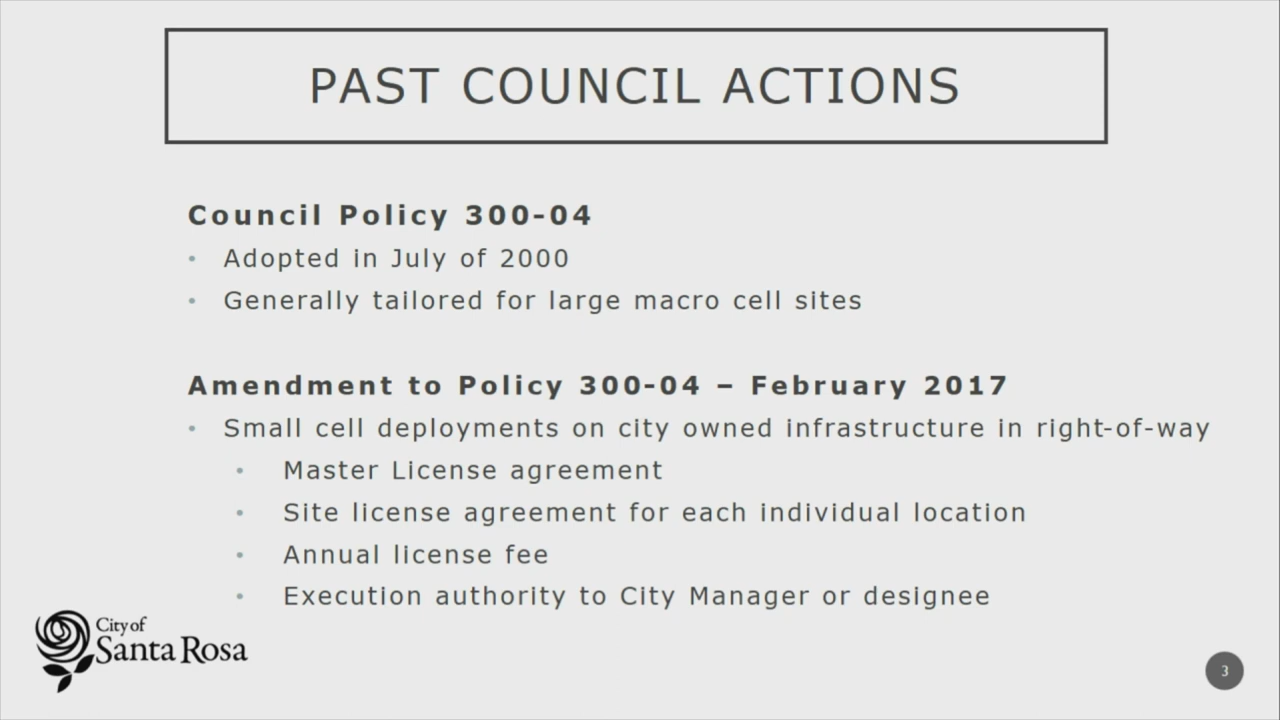 PAST COUNCIL ACTIONS
Council Policy 300-04
• Adopted in July of 2000
• Generally tailored for large macro cell sites
Amendment to Policy 300-04 – February 2017
• Small cell deployments on city owned infrastructure in right-of-way
• Master License agreement
• Site license agreement for each individual location
• Annual license fee
• Execution authority to City Manager or designee
City of
Santa Rosa
3